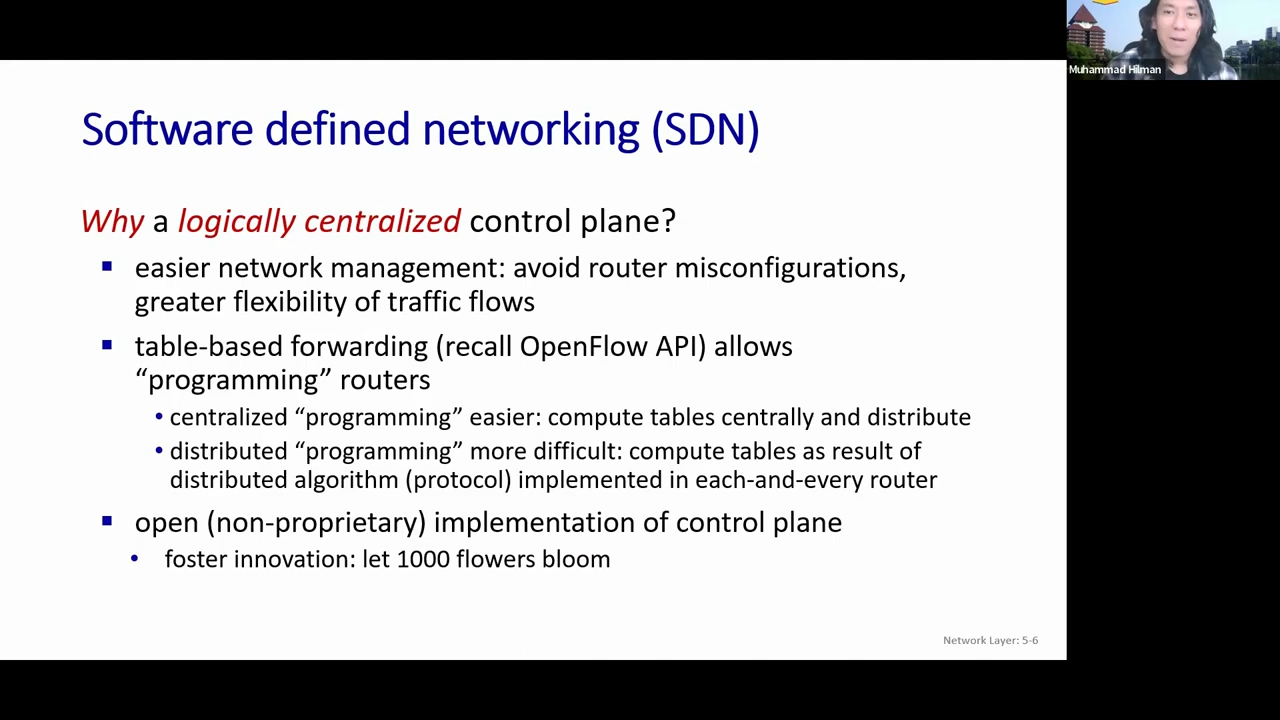 Muhammad Hilman
Software defined networking (SDN)
Why a logically centralized control plane?
▪ easier network management: avoid router misconfigurations,
greater flexibility of traffic flows
▪ table-based forwarding (recall OpenFlow API) allows
“programming” routers
• centralized “programming” easier: compute tables centrally and distribute
• distributed “programming” more difficult: compute tables as result of
distributed algorithm (protocol) implemented in each-and-every router
▪ open (non-proprietary) implementation of control plane
• foster innovation: let 1000 flowers bloom
Network Layer: 5-6